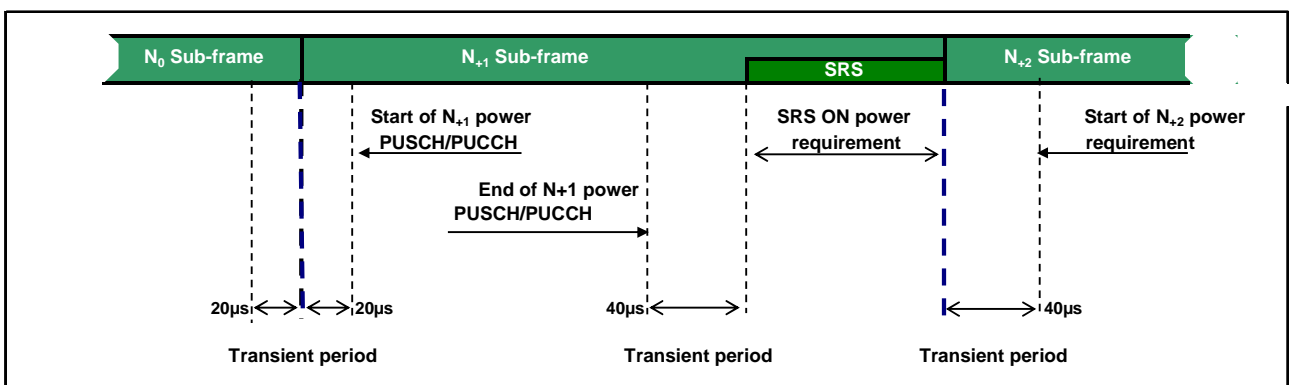 N0 Sub-frame
N+1 Sub-frame
N+2 Sub-frame
SRS
Start of N+1 power
PUSCH/PUCCH
SRS ON power
requirement
Start of N+2 power
requirement
End of N+1 power
PUSCH/PUCCH
20µs
20µs
40µs
40µs
Transient period
Transient period
Transient period